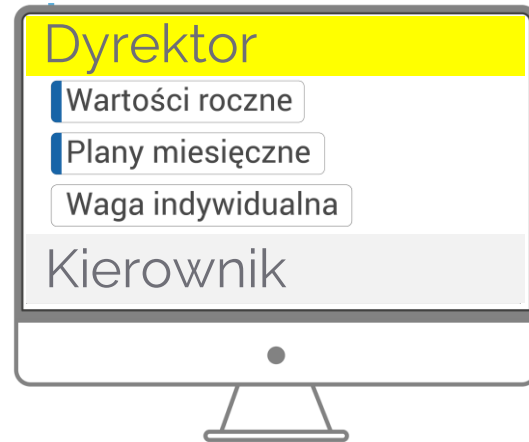 Dyrektor
Wartości roczne
Plany miesięczne
Waga indywidualna
Kierownik